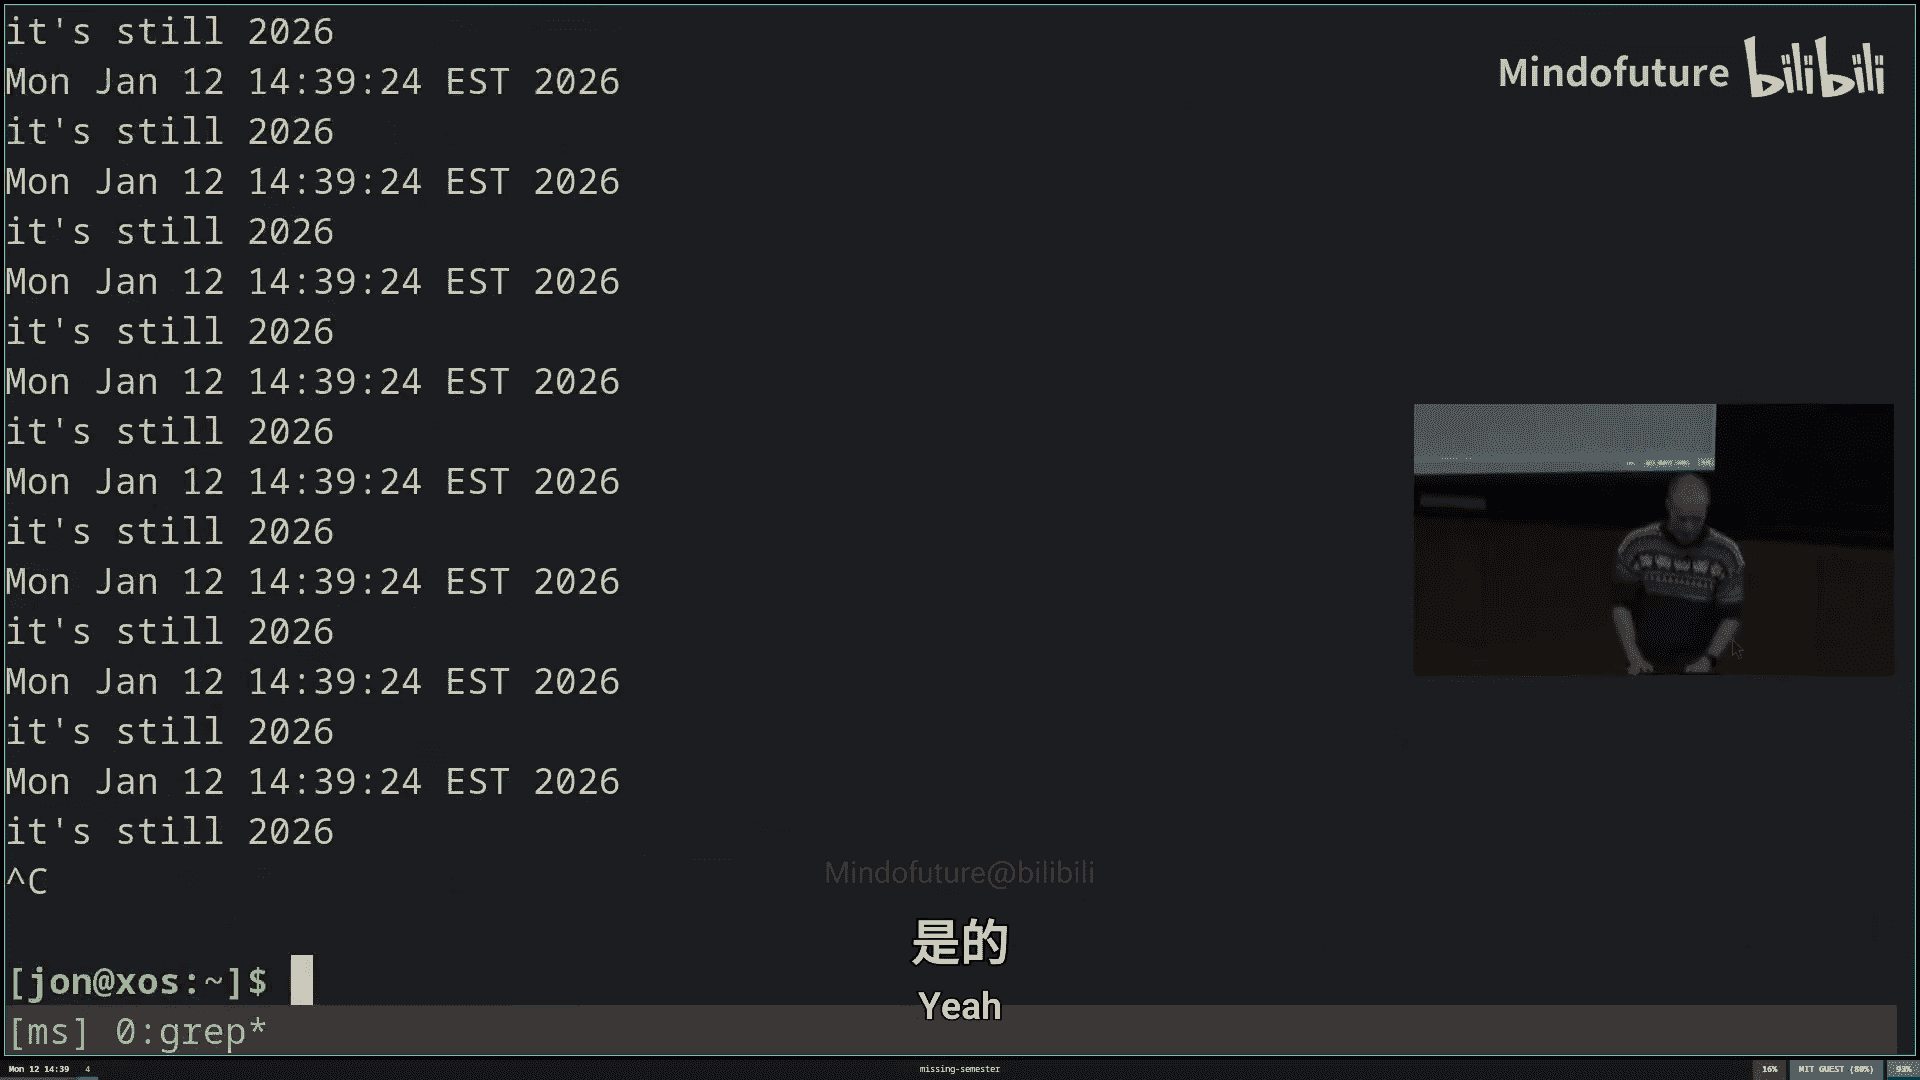 it's still 2026
Mon Jan 12 14:39:24 EST 2026
it's still 2026
Mon Jan 12 14:39:24 EST 2026
it's still 2026
Mon Jan 12 14:39:24 EST 2026
it's still 2026
Mon Jan 12 14:39:24 EST 2026
it's still 2026
Mon Jan 12 14:39:24 EST 2026
it's still 2026
Mon Jan 12 14:39:24 EST 2026
it's still 2026
Mon Jan 12 14:39:24 EST 2026
it's still 2026
Mon Jan 12 14:39:24 EST 2026
it's still 2026
^C
[jon@xos:~]$
[ms] 0:grep*
Mindofuture bilibili
Mindofuture@bilibili
是的
Yeah
Mon 12 14:39 4 missing-semester 16% MIT GUEST (80%) 93%